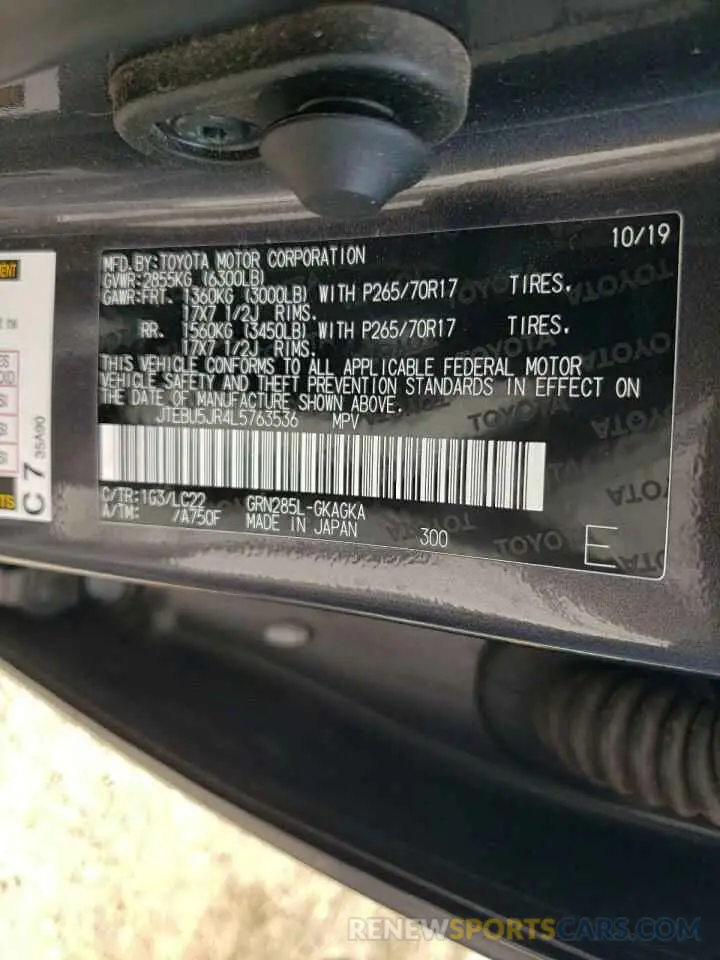 10/19
MFD.BY:TOYOTA MOTOR CORPORATION
GVWR:2855KG (6300LB)
GAWR:FRT. 1360KG (3000LB) WITH P265/70R17 TIRES,
17X7 1/2J RIMS.
RR. 1560KG (3450LB) WITH P265/70R17 TIRES,
17X7 1/2J RIMS.
THIS VEHICLE CONFORMS TO ALL APPLICABLE FEDERAL MOTOR
VEHICLE SAFETY AND THEFT PREVENTION STANDARDS IN EFFECT ON
THE DATE OF MANUFACTURE SHOWN ABOVE.
JTEBU5JR4L5763536 MPV
C/TR:1G3/LC22 GRN285L-GKAGKA
A/TM: /A750F MADE IN JAPAN 300
E
TOYOTA
C7
35A90
RENEWSPORTSCARS.COM